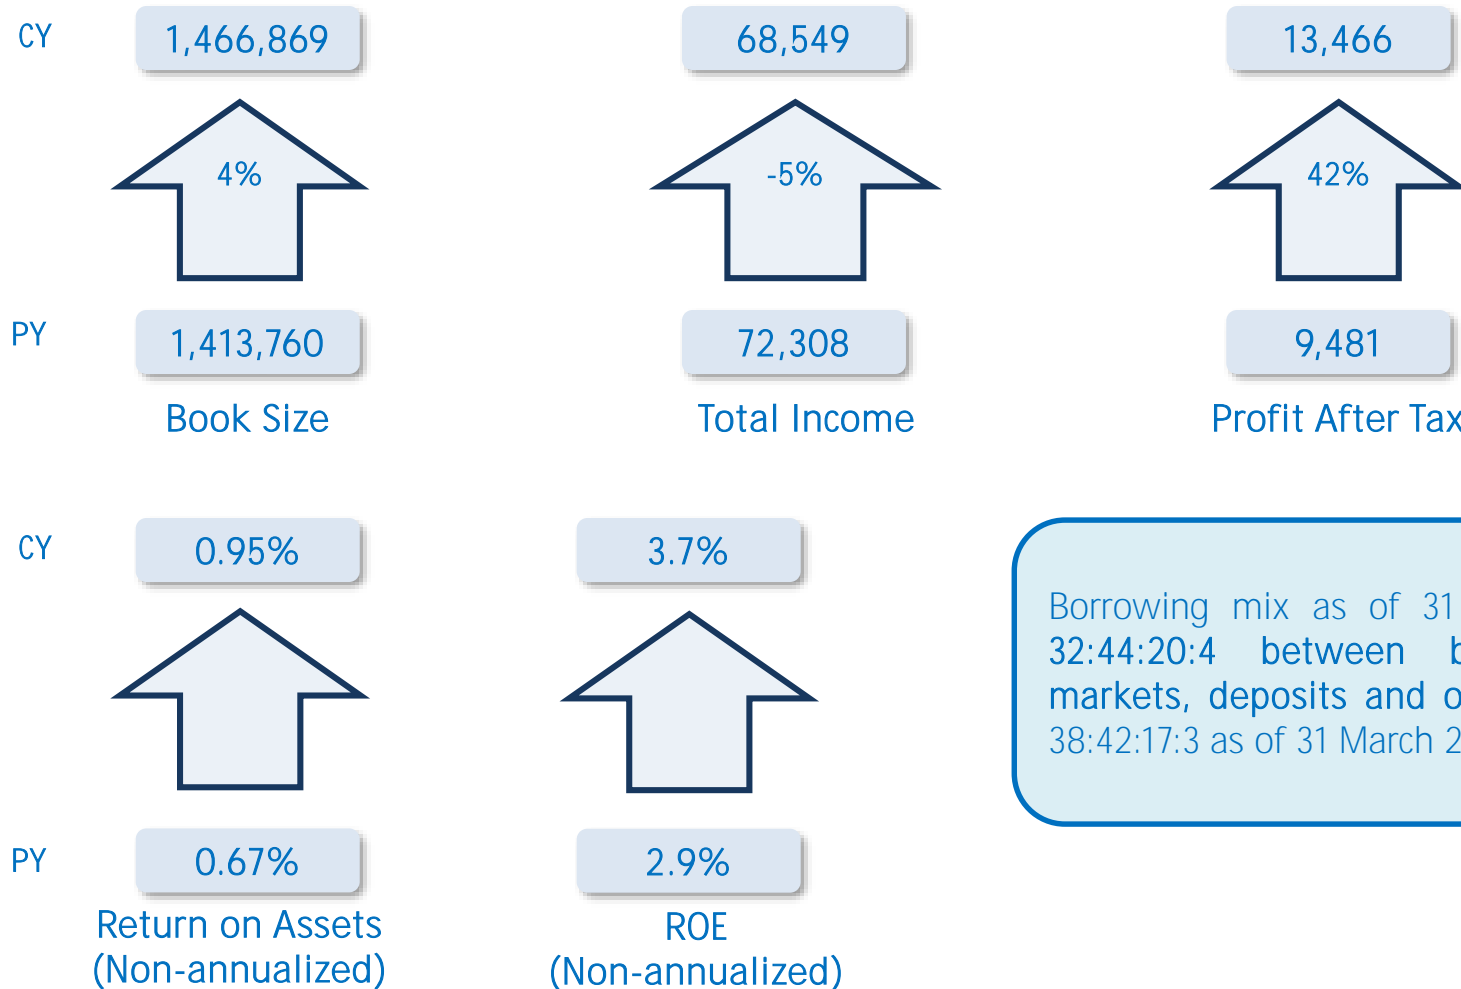 CY 1,466,869 68,549 13,466
4% -5% 42%
PY 1,413,760 72,308 9,481
Book Size Total Income Profit After Tax
CY 0.95% 3.7%
Borrowing mix as of 31
32:44:20:4 between
markets, deposits and
38:42:17:3 as of 31 March
PY 0.67% 2.9%
Return on Assets ROE
(Non-annualized) (Non-annualized)